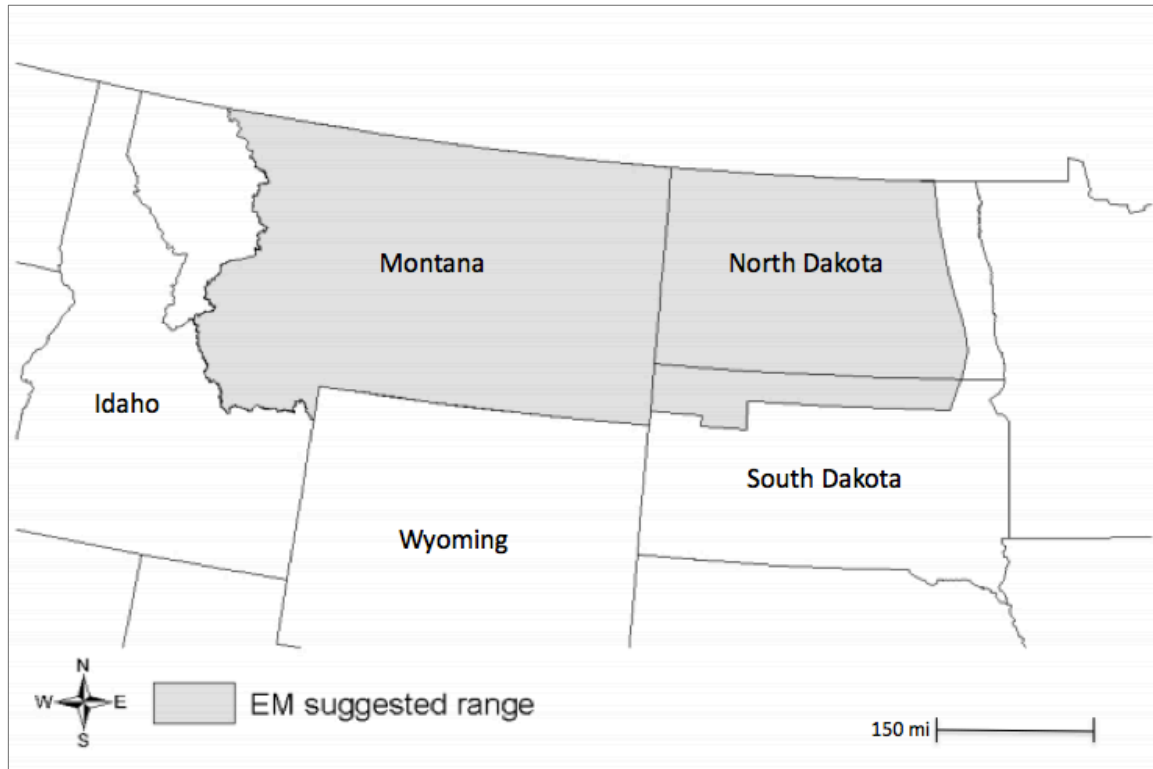 Montana
North Dakota
Idaho
South Dakota
Wyoming
N
W E
S
EM suggested range
150 mi